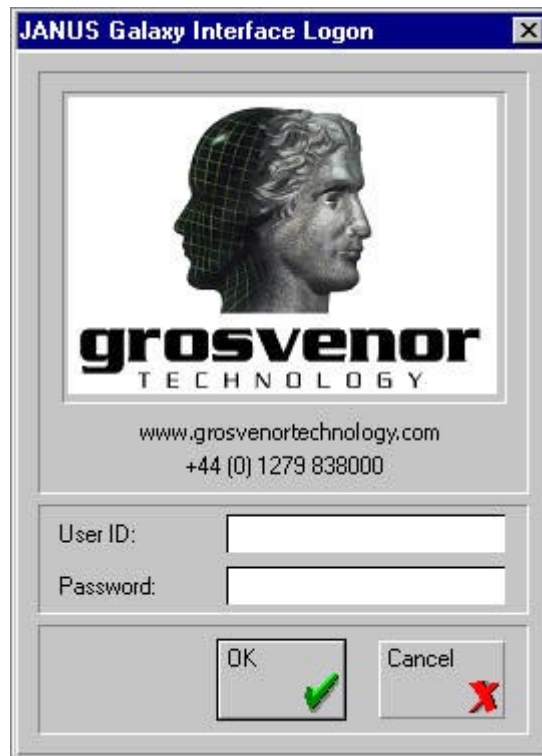 JANUS Galaxy Interface Logon
grosvenor
TECHNOLOGY
www.grosvenortechnology.com
+44 (0) 1279 838000
User ID:
Password:
OK
Cancel